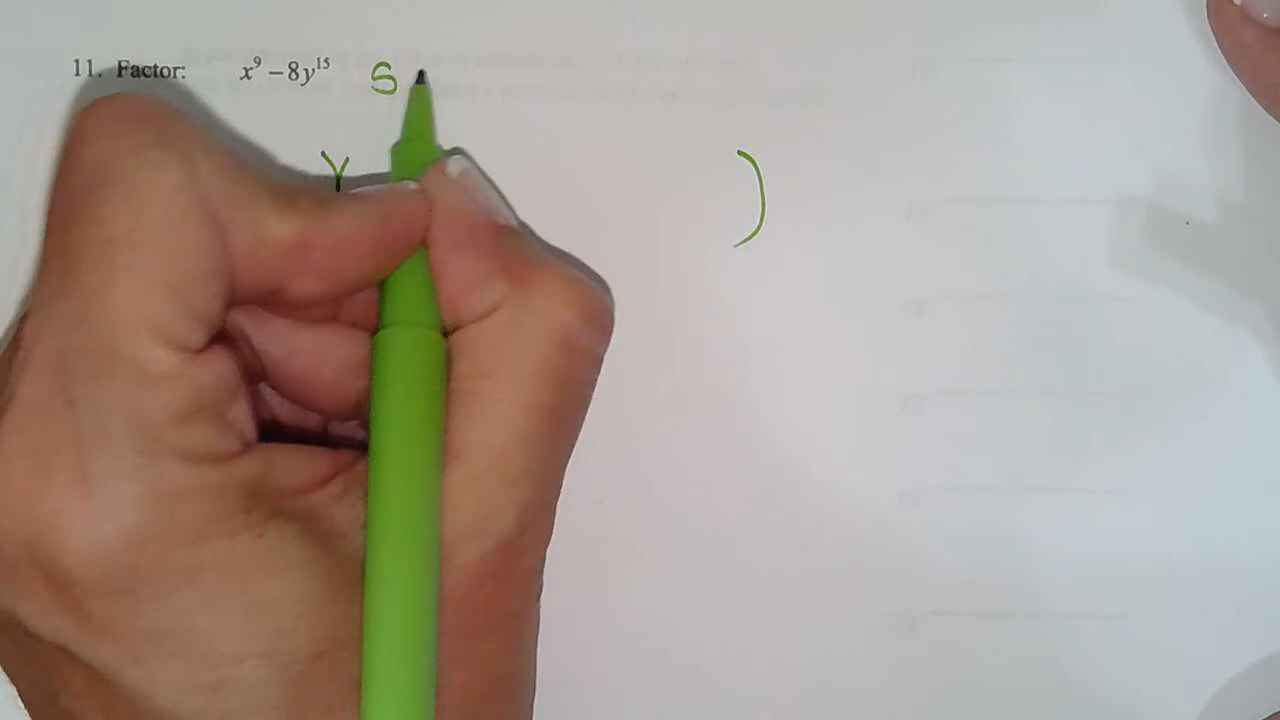 11. Factor: x⁹ – 8y¹⁵ S
)(
)